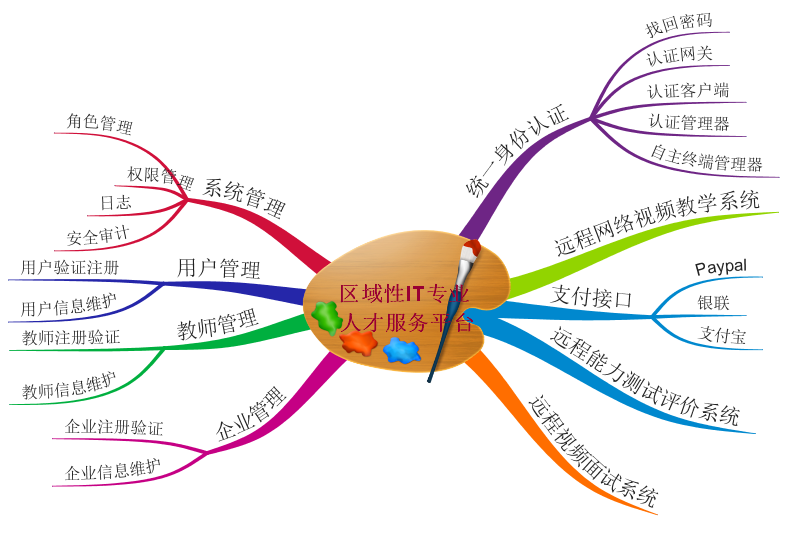 区域性IT专业
人才服务平台
统一身份认证
找回密码
认证网关
认证客户端
认证管理器
自主终端管理器
远程网络视频教学系统
支付接口
Paypal
银联
支付宝
远程能力测试评价系统
远程视频面试系统
系统管理
角色管理
权限管理
日志
安全审计
用户管理
用户验证注册
用户信息维护
教师管理
教师注册验证
教师信息维护
企业管理
企业注册验证
企业信息维护